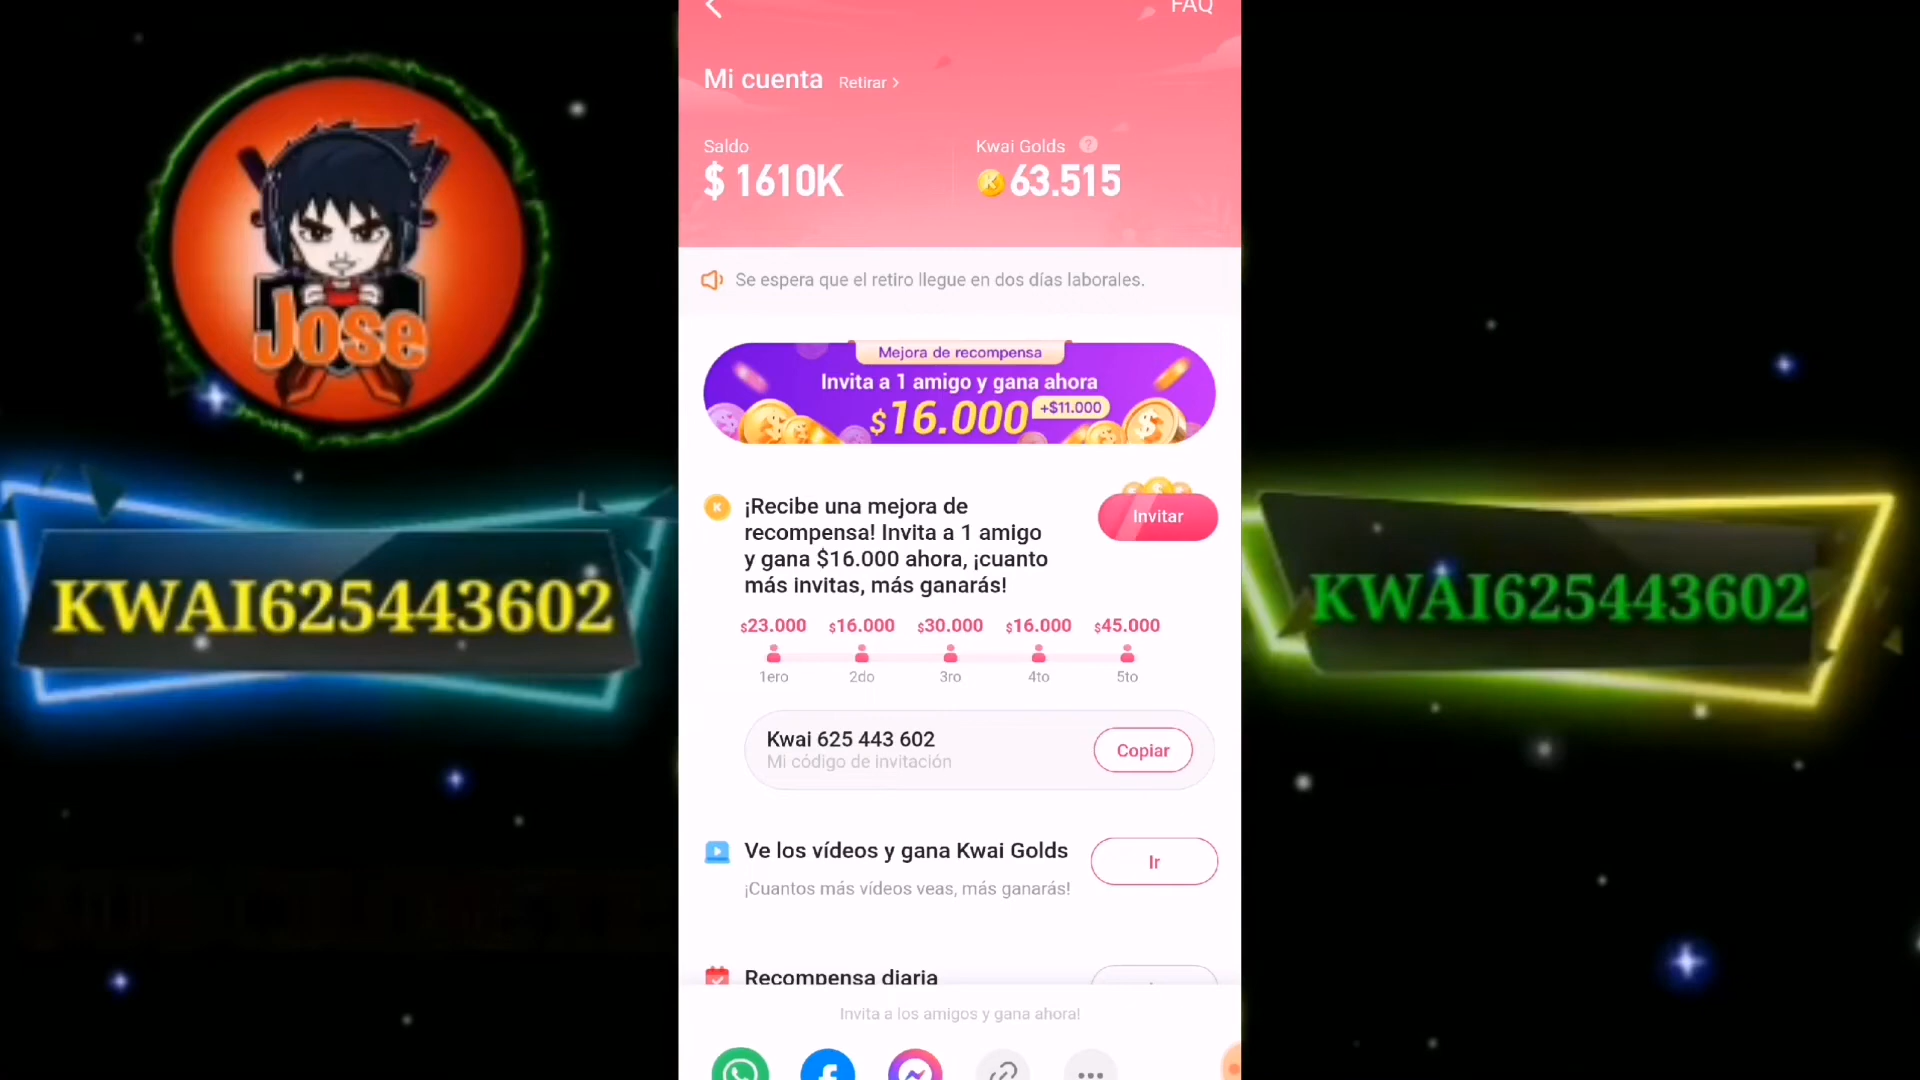 FAQ
Mi cuenta Retirar >
Saldo
Kwai Golds ?
$ 1610K
63.515
Se espera que el retiro llegue en dos días laborales.
Mejora de recompensa
Invita a 1 amigo y gana ahora
$16.000 +$11.000
¡Recibe una mejora de
recompensa! Invita a 1 amigo
y gana $16.000 ahora, ¡cuanto
más invitas, más ganarás!
Invitar
$23.000 $16.000 $30.000 $16.000 $45.000
1ero 2do 3ro 4to 5to
Kwai 625 443 602
Mi código de invitación
Copiar
Ve los vídeos y gana Kwai Golds
¡Cuantos más vídeos veas, más ganarás!
Ir
Recompensa diaria
Invita a los amigos y gana ahora!
Jose
KWAI625443602
KWAI625443602